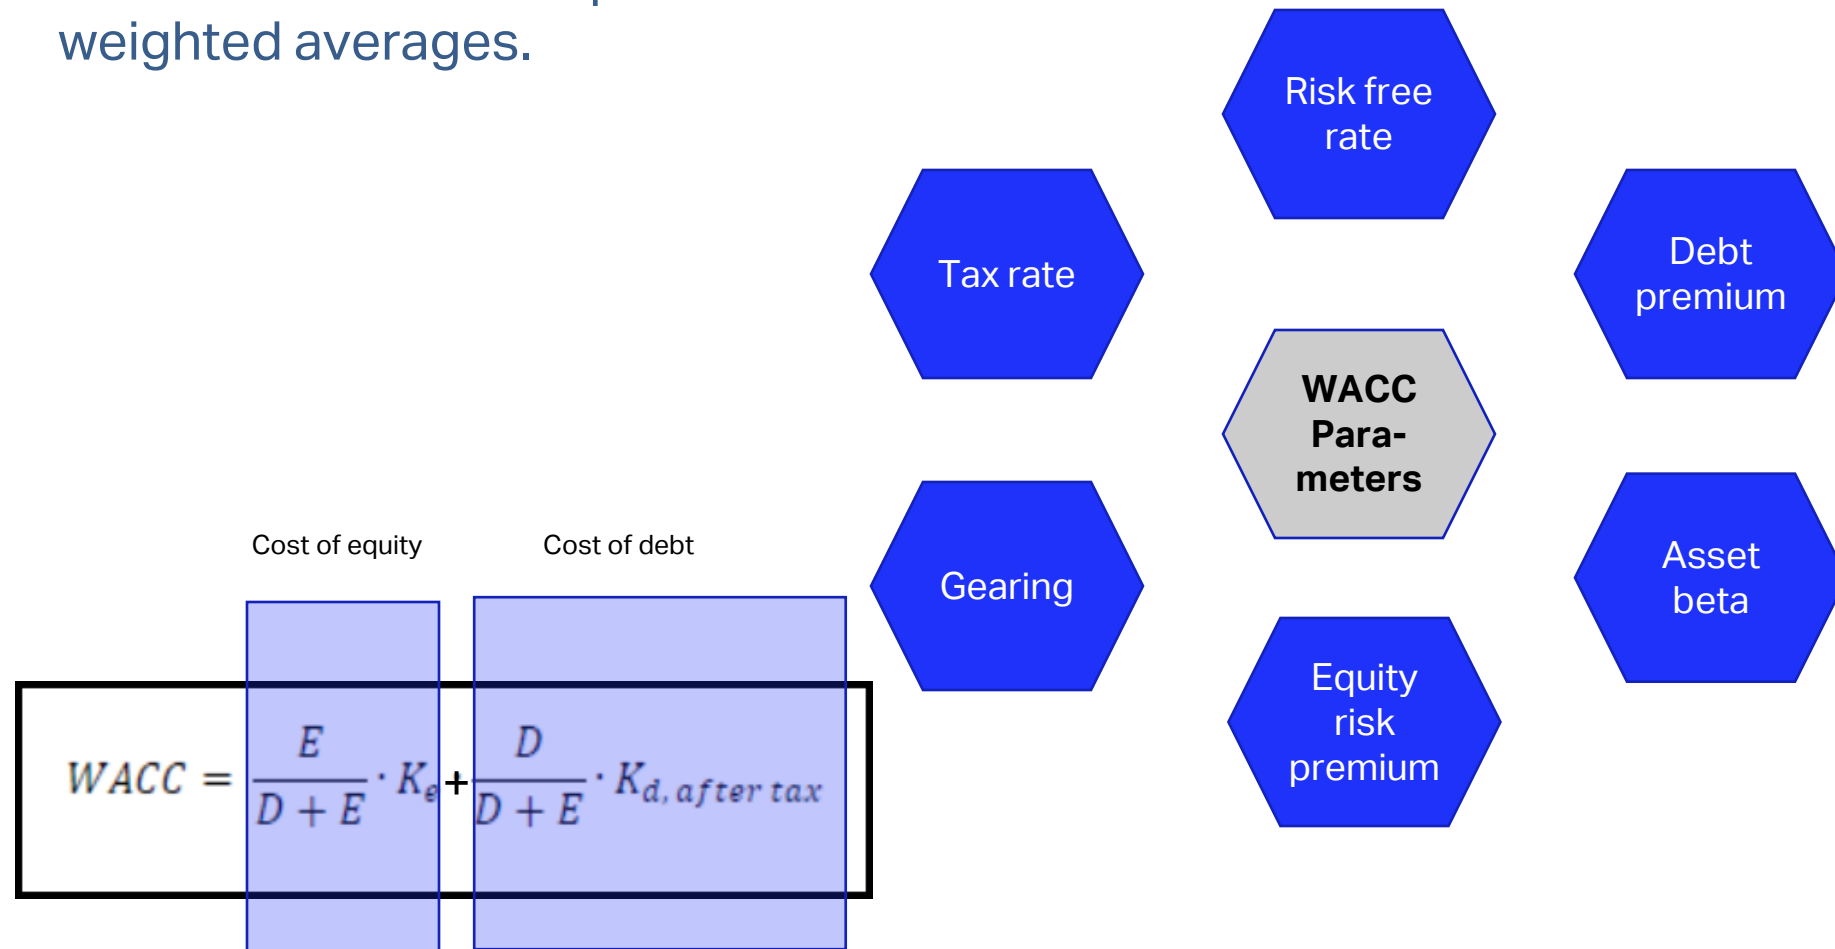 weighted averages.
Risk free
rate
Tax rate
Debt
premium
WACC
Para-
meters
Gearing
Asset
beta
Equity
risk
premium
Cost of equity
Cost of debt
WACC = E / (D + E) · K_e + D / (D + E) · K_{d, after tax}